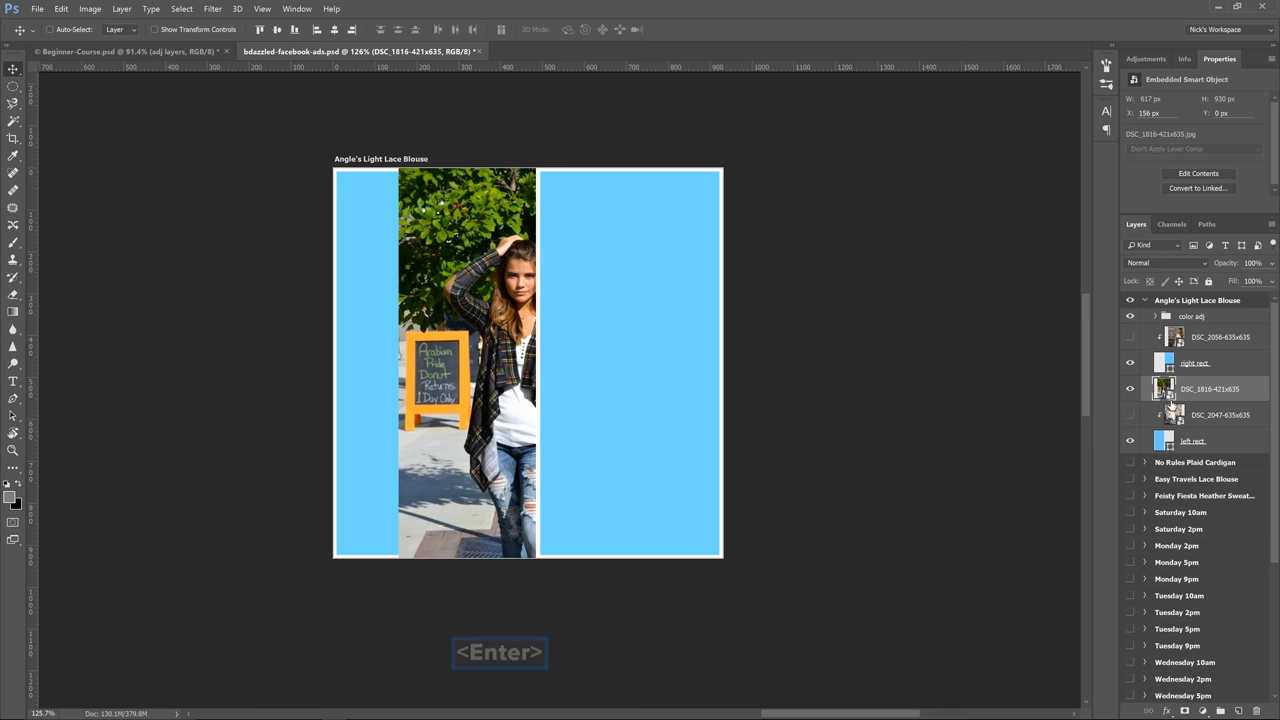 Ps File Edit Image Layer Type Select Filter 3D View Window Help
Auto-Select: Layer Show Transform Controls 3D Mode: Nick's Workspace
© Beginner-Course.psd @ 91.4% (adj layers, RGB/8) * × bdazzled-facebook-ads.psd @ 126% (DSC_1816-421x635, RGB/8) * ×
Adjustments Info Properties
Embedded Smart Object
W: 617 px H: 930 px
X: 156 px Y: 0 px
DSC_1816-421x635.jpg
Don't Apply Layer Comp
Edit Contents
Convert to Linked...
Angle's Light Lace Blouse
Arabian
Pride
Donut
Returns
1 Day Only
<Enter>
Layers Channels Paths
Kind
Normal Opacity: 100%
Lock: Fill: 100%
Angle's Light Lace Blouse
color adj
DSC_2056-635x635
right rect
DSC_1816-421x635
DSC_2047-635x635
left rect
No Rules Plaid Cardigan
Easy Travels Lace Blouse
Feisty Fiesta Heather Sweat...
Saturday 10am
Saturday 2pm
Monday 2pm
Monday 5pm
Monday 9pm
Tuesday 10am
Tuesday 2pm
Tuesday 5pm
Tuesday 9pm
Wednesday 10am
Wednesday 2pm
Wednesday 5pm
125.7% Doc: 130.1M/379.8M